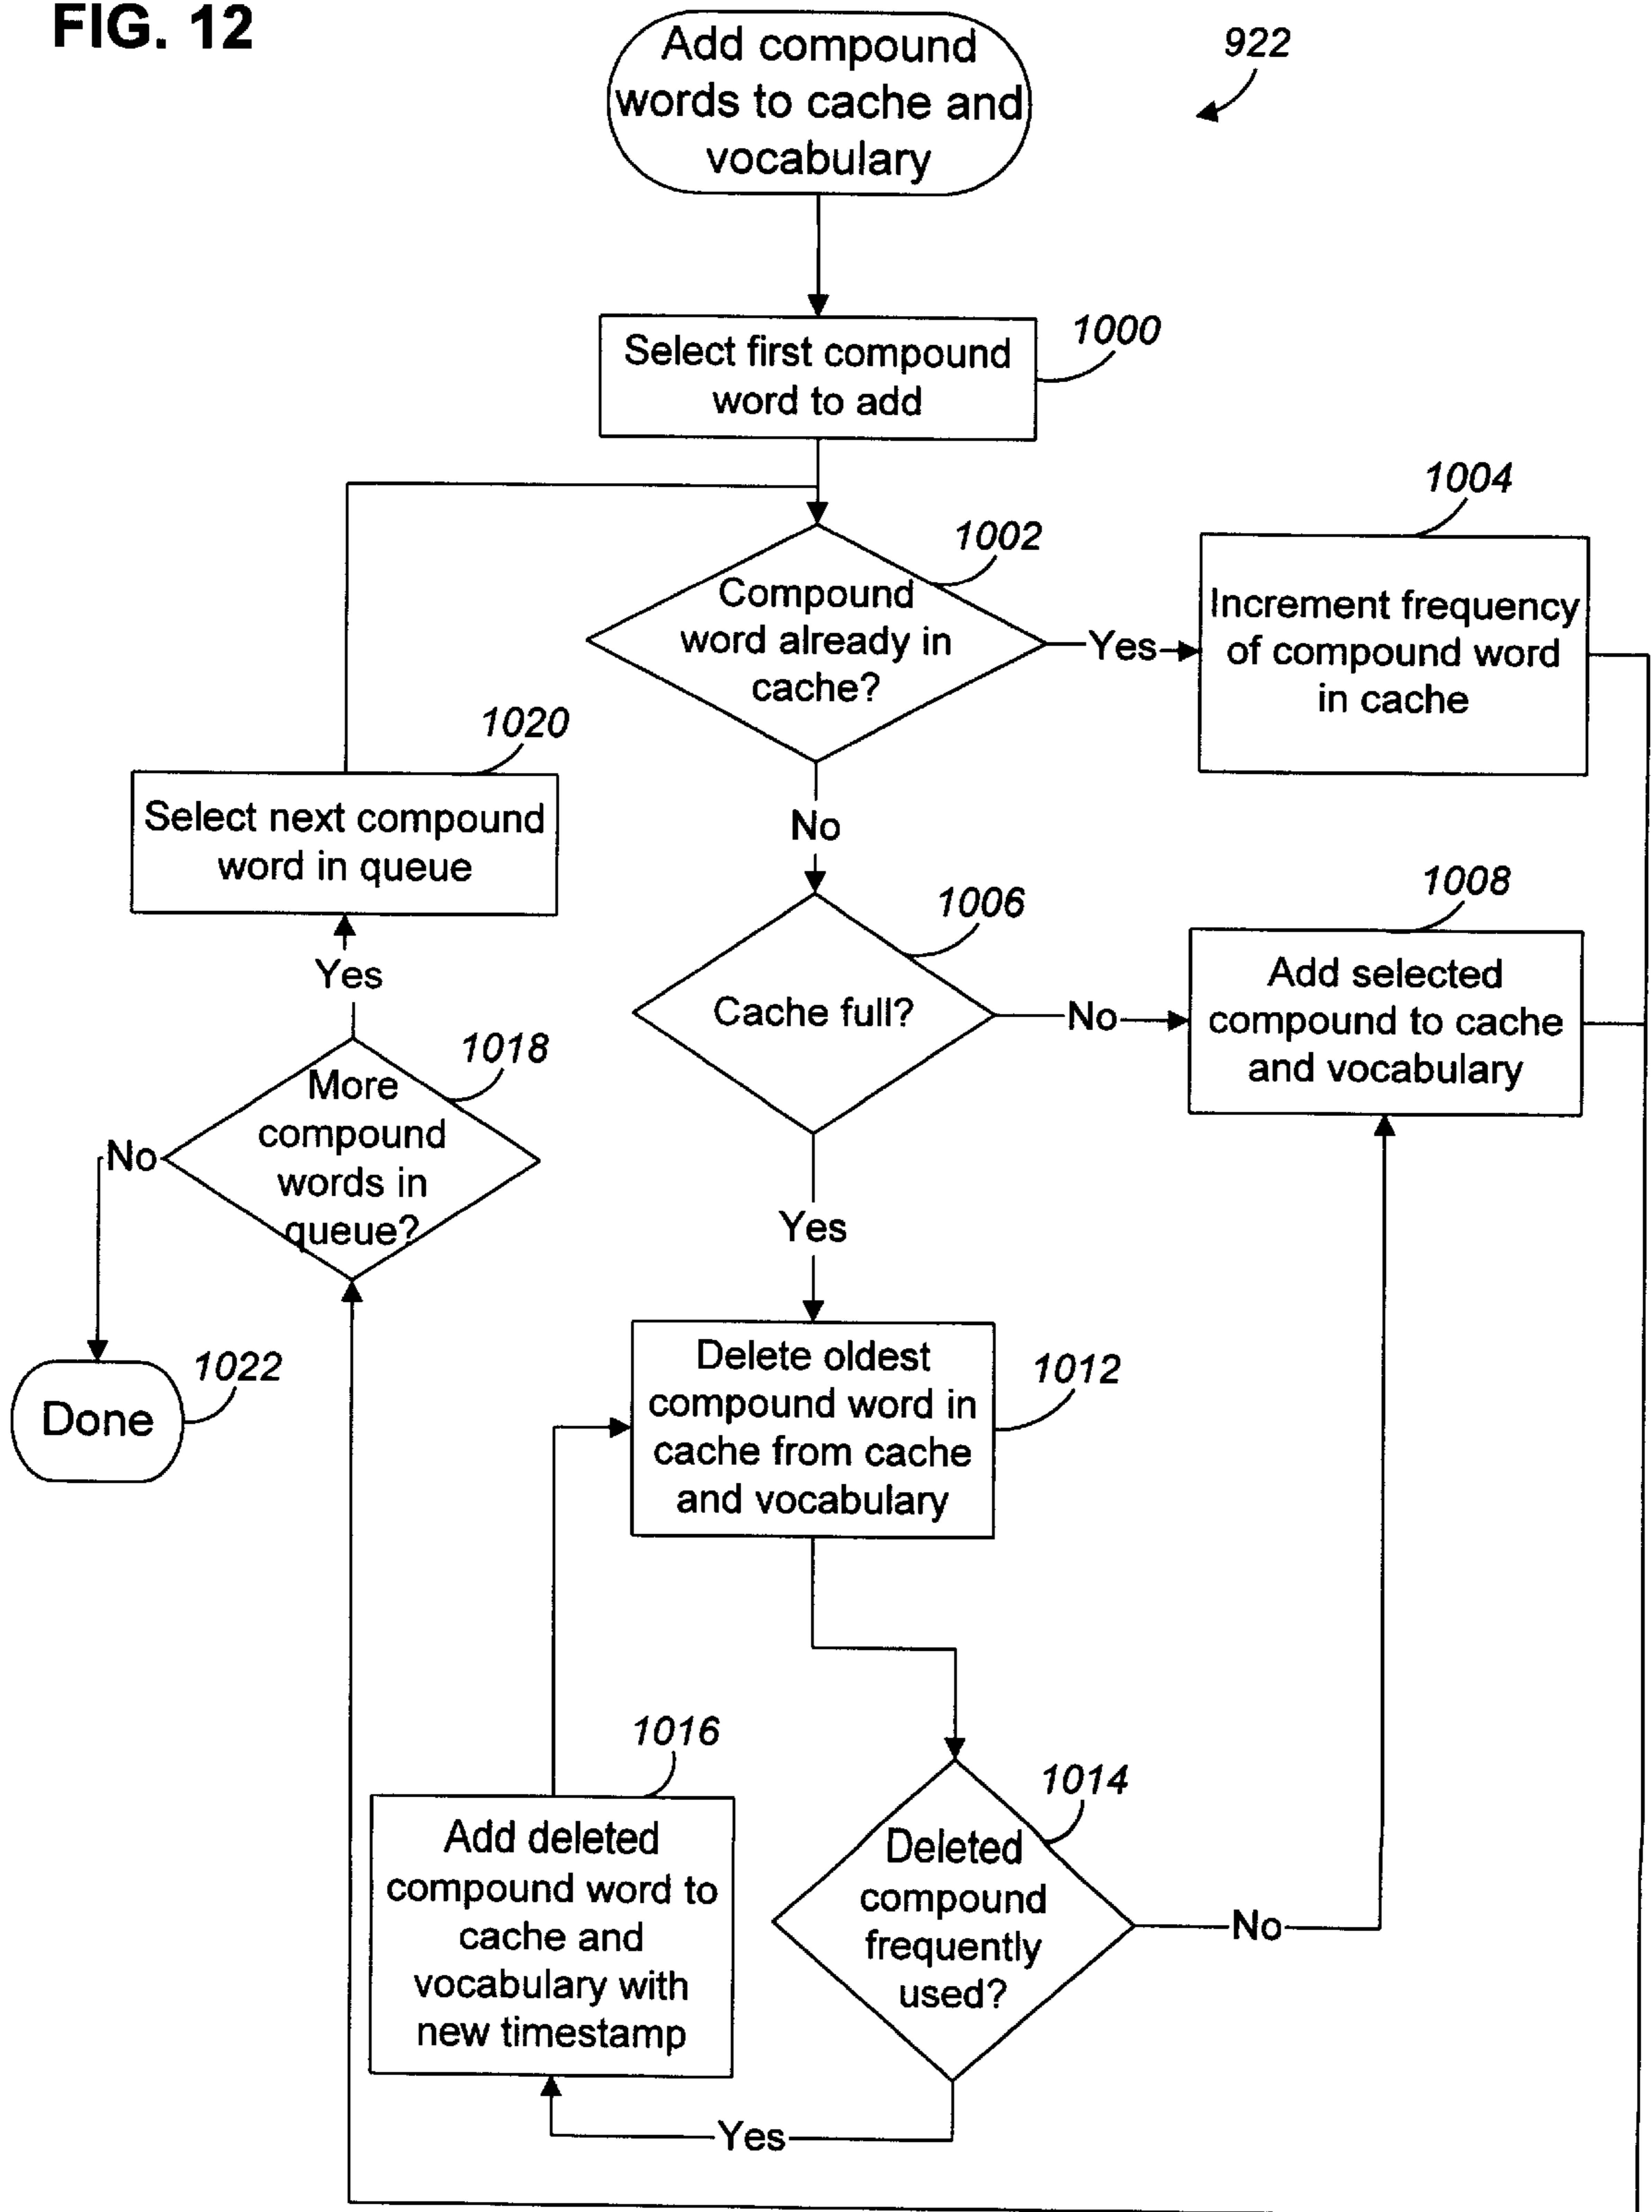 FIG. 12
Add compound
words to cache and
vocabulary
922
Select first compound
word to add
1000
Compound
word already in
cache?
1002
Yes
Increment frequency
of compound word
in cache
1004
No
Select next compound
word in queue
1020
Yes
Cache full?
1006
No
Add selected
compound to cache
and vocabulary
1008
More
compound
words in
queue?
1018
No
Yes
Done
1022
Delete oldest
compound word in
cache from cache
and vocabulary
1012
Add deleted
compound word to
cache and
vocabulary with
new timestamp
1016
Deleted
compound
frequently
used?
1014
No
Yes